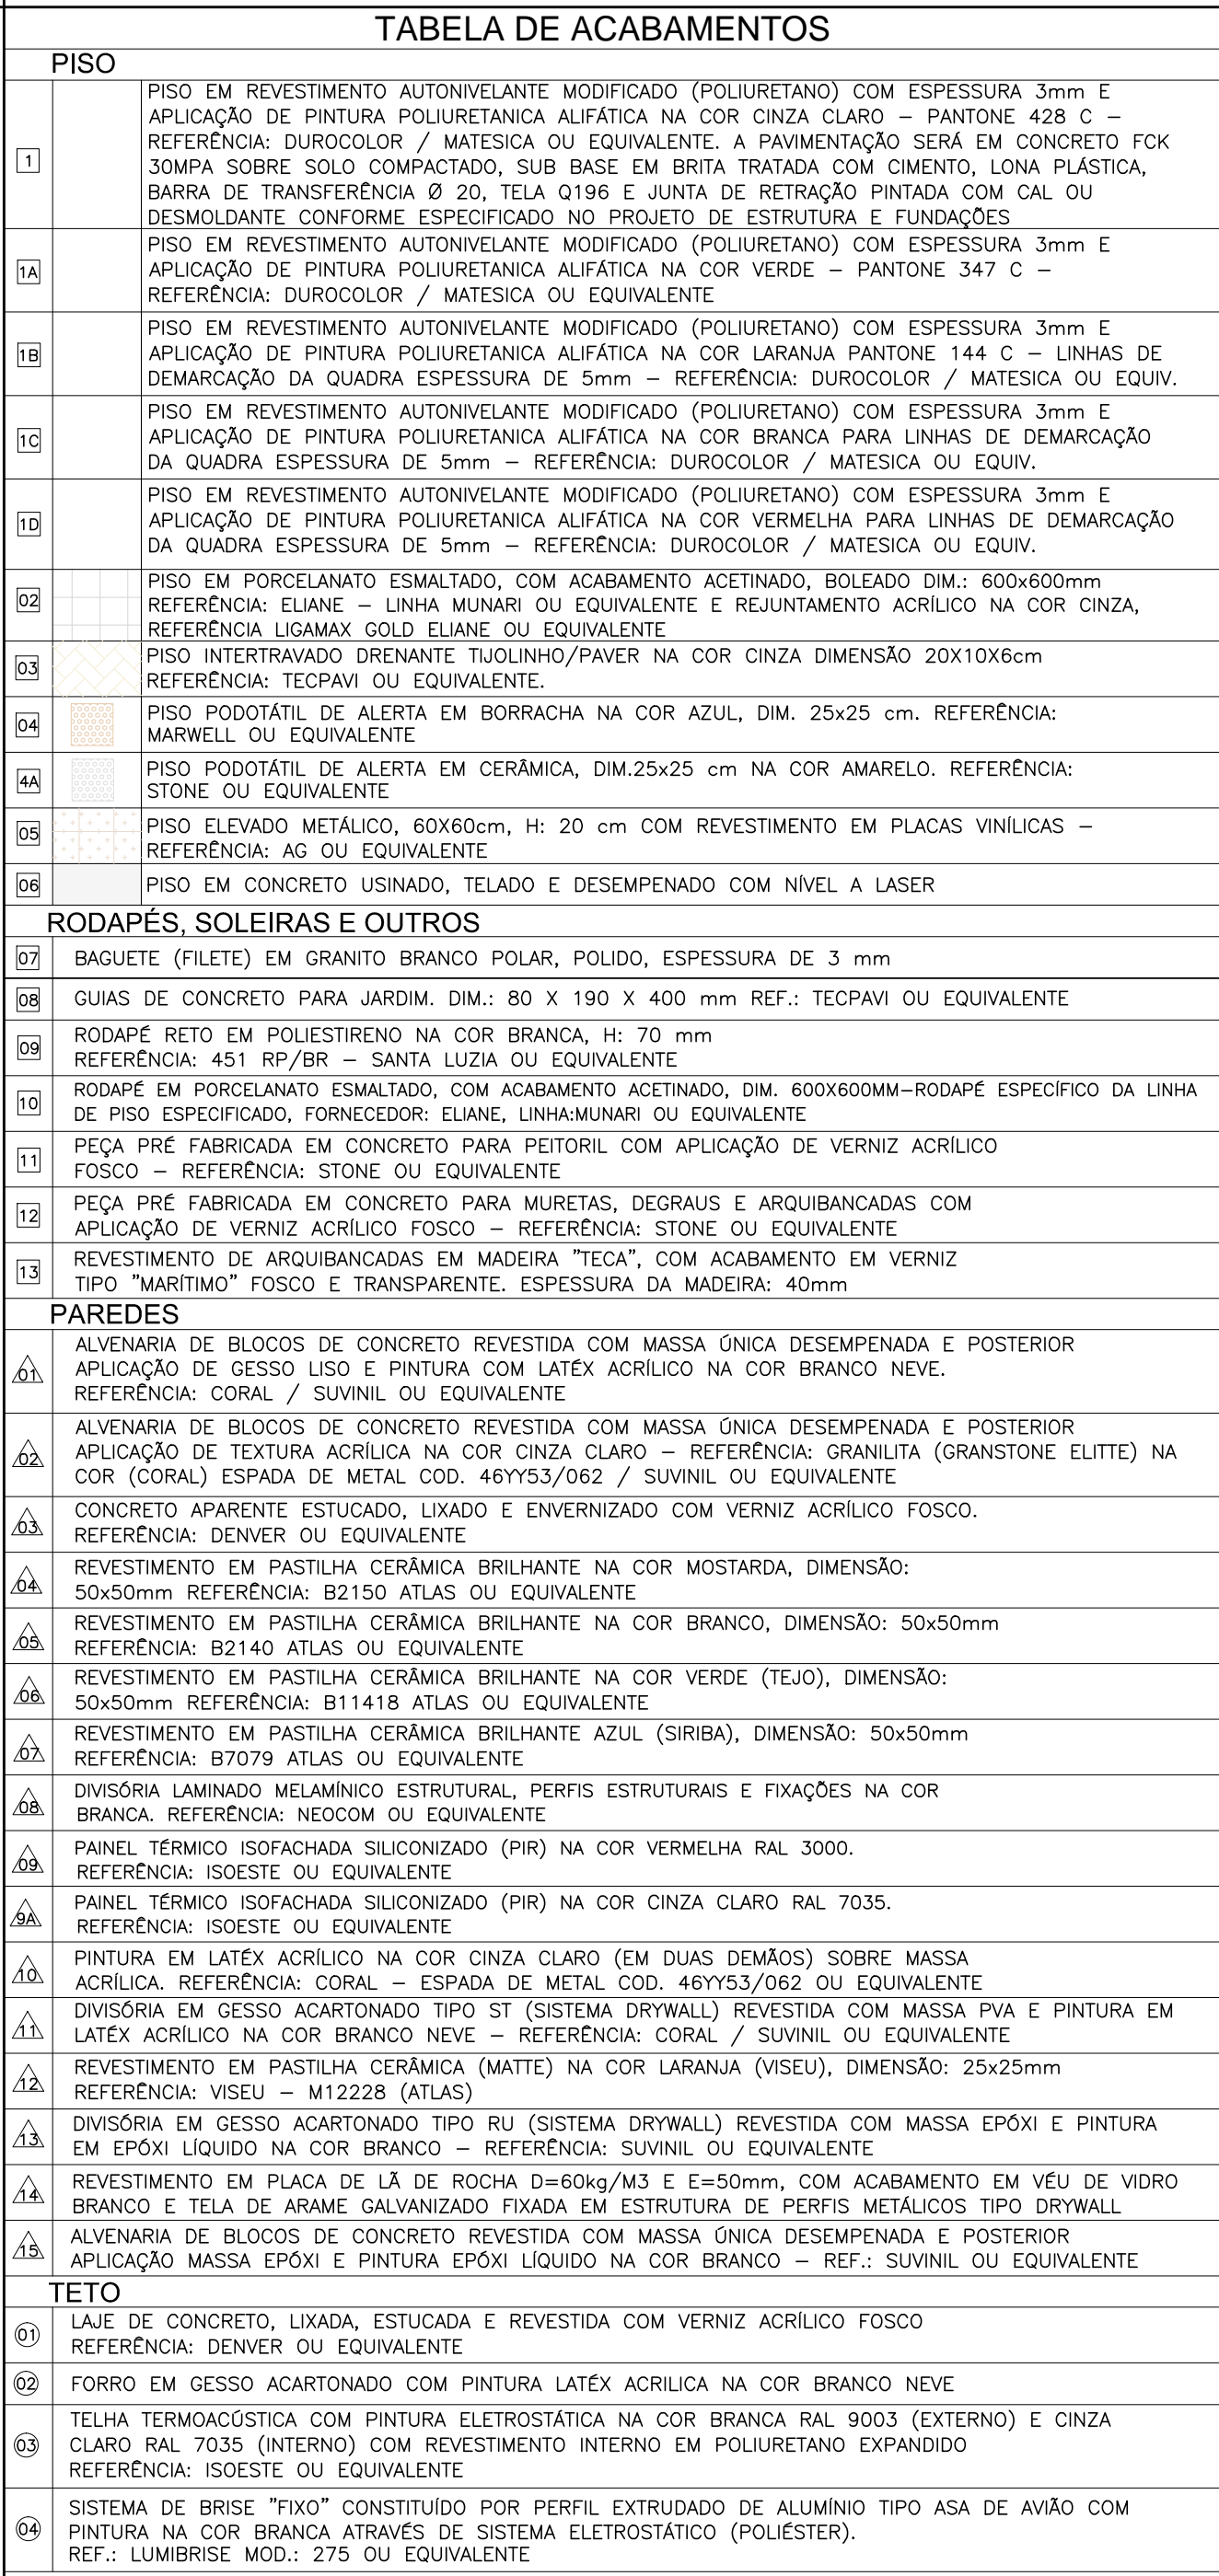 TABELA DE ACABAMENTOS
PISO
1
PISO EM REVESTIMENTO AUTONIVELANTE MODIFICADO (POLIURETANO) COM ESPESSURA 3mm E
APLICAÇÃO DE PINTURA POLIURETANICA ALIFÁTICA NA COR CINZA CLARO – PANTONE 428 C –
REFERÊNCIA: DUROCOLOR / MATESICA OU EQUIVALENTE. A PAVIMENTAÇÃO SERÁ EM CONCRETO FCK
30MPA SOBRE SOLO COMPACTADO, SUB BASE EM BRITA TRATADA COM CIMENTO, LONA PLÁSTICA,
BARRA DE TRANSFERÊNCIA Ø 20, TELA Q196 E JUNTA DE RETRAÇÃO PINTADA COM CAL OU
DESMOLDANTE CONFORME ESPECIFICADO NO PROJETO DE ESTRUTURA E FUNDAÇÕES
1A
PISO EM REVESTIMENTO AUTONIVELANTE MODIFICADO (POLIURETANO) COM ESPESSURA 3mm E
APLICAÇÃO DE PINTURA POLIURETANICA ALIFÁTICA NA COR VERDE – PANTONE 347 C –
REFERÊNCIA: DUROCOLOR / MATESICA OU EQUIVALENTE
1B
PISO EM REVESTIMENTO AUTONIVELANTE MODIFICADO (POLIURETANO) COM ESPESSURA 3mm E
APLICAÇÃO DE PINTURA POLIURETANICA ALIFÁTICA NA COR LARANJA PANTONE 144 C – LINHAS DE
DEMARCAÇÃO DA QUADRA ESPESSURA DE 5mm – REFERÊNCIA: DUROCOLOR / MATESICA OU EQUIV.
1C
PISO EM REVESTIMENTO AUTONIVELANTE MODIFICADO (POLIURETANO) COM ESPESSURA 3mm E
APLICAÇÃO DE PINTURA POLIURETANICA ALIFÁTICA NA COR BRANCA PARA LINHAS DE DEMARCAÇÃO
DA QUADRA ESPESSURA DE 5mm – REFERÊNCIA: DUROCOLOR / MATESICA OU EQUIV.
1D
PISO EM REVESTIMENTO AUTONIVELANTE MODIFICADO (POLIURETANO) COM ESPESSURA 3mm E
APLICAÇÃO DE PINTURA POLIURETANICA ALIFÁTICA NA COR VERMELHA PARA LINHAS DE DEMARCAÇÃO
DA QUADRA ESPESSURA DE 5mm – REFERÊNCIA: DUROCOLOR / MATESICA OU EQUIV.
02
PISO EM PORCELANATO ESMALTADO, COM ACABAMENTO ACETINADO, BOLEADO DIM.: 600x600mm
REFERÊNCIA: ELIANE – LINHA MUNARI OU EQUIVALENTE E REJUNTAMENTO ACRÍLICO NA COR CINZA,
REFERÊNCIA LIGAMAX GOLD ELIANE OU EQUIVALENTE
03
PISO INTERTRAVADO DRENANTE TIJOLINHO/PAVER NA COR CINZA DIMENSÃO 20X10X6cm
REFERÊNCIA: TECPAVI OU EQUIVALENTE.
04
PISO PODOTÁTIL DE ALERTA EM BORRACHA NA COR AZUL, DIM. 25x25 cm. REFERÊNCIA:
MARWELL OU EQUIVALENTE
4A
PISO PODOTÁTIL DE ALERTA EM CERÂMICA, DIM.25x25 cm NA COR AMARELO. REFERÊNCIA:
STONE OU EQUIVALENTE
05
PISO ELEVADO METÁLICO, 60X60cm, H: 20 cm COM REVESTIMENTO EM PLACAS VINÍLICAS –
REFERÊNCIA: AG OU EQUIVALENTE
06
PISO EM CONCRETO USINADO, TELADO E DESEMPENADO COM NÍVEL A LASER
RODAPÉS, SOLEIRAS E OUTROS
07
BAGUETE (FILETE) EM GRANITO BRANCO POLAR, POLIDO, ESPESSURA DE 3 mm
08
GUIAS DE CONCRETO PARA JARDIM. DIM.: 80 X 190 X 400 mm REF.: TECPAVI OU EQUIVALENTE
09
RODAPÉ RETO EM POLIESTIRENO NA COR BRANCA, H: 70 mm
REFERÊNCIA: 451 RP/BR – SANTA LUZIA OU EQUIVALENTE
10
RODAPÉ EM PORCELANATO ESMALTADO, COM ACABAMENTO ACETINADO, DIM. 600X600MM–RODAPÉ ESPECÍFICO DA LINHA
DE PISO ESPECIFICADO, FORNECEDOR: ELIANE, LINHA:MUNARI OU EQUIVALENTE
11
PEÇA PRÉ FABRICADA EM CONCRETO PARA PEITORIL COM APLICAÇÃO DE VERNIZ ACRÍLICO
FOSCO – REFERÊNCIA: STONE OU EQUIVALENTE
12
PEÇA PRÉ FABRICADA EM CONCRETO PARA MURETAS, DEGRAUS E ARQUIBANCADAS COM
APLICAÇÃO DE VERNIZ ACRÍLICO FOSCO – REFERÊNCIA: STONE OU EQUIVALENTE
13
REVESTIMENTO DE ARQUIBANCADAS EM MADEIRA "TECA", COM ACABAMENTO EM VERNIZ
TIPO "MARÍTIMO" FOSCO E TRANSPARENTE. ESPESSURA DA MADEIRA: 40mm
PAREDES
01
ALVENARIA DE BLOCOS DE CONCRETO REVESTIDA COM MASSA ÚNICA DESEMPENADA E POSTERIOR
APLICAÇÃO DE GESSO LISO E PINTURA COM LATÉX ACRÍLICO NA COR BRANCO NEVE.
REFERÊNCIA: CORAL / SUVINIL OU EQUIVALENTE
02
ALVENARIA DE BLOCOS DE CONCRETO REVESTIDA COM MASSA ÚNICA DESEMPENADA E POSTERIOR
APLICAÇÃO DE TEXTURA ACRÍLICA NA COR CINZA CLARO – REFERÊNCIA: GRANILITA (GRANSTONE ELITTE) NA
COR (CORAL) ESPADA DE METAL COD. 46YY53/062 / SUVINIL OU EQUIVALENTE
03
CONCRETO APARENTE ESTUCADO, LIXADO E ENVERNIZADO COM VERNIZ ACRÍLICO FOSCO.
REFERÊNCIA: DENVER OU EQUIVALENTE
04
REVESTIMENTO EM PASTILHA CERÂMICA BRILHANTE NA COR MOSTARDA, DIMENSÃO:
50x50mm REFERÊNCIA: B2150 ATLAS OU EQUIVALENTE
05
REVESTIMENTO EM PASTILHA CERÂMICA BRILHANTE NA COR BRANCO, DIMENSÃO: 50x50mm
REFERÊNCIA: B2140 ATLAS OU EQUIVALENTE
06
REVESTIMENTO EM PASTILHA CERÂMICA BRILHANTE NA COR VERDE (TEJO), DIMENSÃO:
50x50mm REFERÊNCIA: B11418 ATLAS OU EQUIVALENTE
07
REVESTIMENTO EM PASTILHA CERÂMICA BRILHANTE AZUL (SIRIBA), DIMENSÃO: 50x50mm
REFERÊNCIA: B7079 ATLAS OU EQUIVALENTE
08
DIVISÓRIA LAMINADO MELAMÍNICO ESTRUTURAL, PERFIS ESTRUTURAIS E FIXAÇÕES NA COR
BRANCA. REFERÊNCIA: NEOCOM OU EQUIVALENTE
09
PAINEL TÉRMICO ISOFACHADA SILICONIZADO (PIR) NA COR VERMELHA RAL 3000.
REFERÊNCIA: ISOESTE OU EQUIVALENTE
9A
PAINEL TÉRMICO ISOFACHADA SILICONIZADO (PIR) NA COR CINZA CLARO RAL 7035.
REFERÊNCIA: ISOESTE OU EQUIVALENTE
10
PINTURA EM LATÉX ACRÍLICO NA COR CINZA CLARO (EM DUAS DEMÃOS) SOBRE MASSA
ACRÍLICA. REFERÊNCIA: CORAL – ESPADA DE METAL COD. 46YY53/062 OU EQUIVALENTE
11
DIVISÓRIA EM GESSO ACARTONADO TIPO ST (SISTEMA DRYWALL) REVESTIDA COM MASSA PVA E PINTURA EM
LATÉX ACRÍLICO NA COR BRANCO NEVE – REFERÊNCIA: CORAL / SUVINIL OU EQUIVALENTE
12
REVESTIMENTO EM PASTILHA CERÂMICA (MATTE) NA COR LARANJA (VISEU), DIMENSÃO: 25x25mm
REFERÊNCIA: VISEU – M12228 (ATLAS)
13
DIVISÓRIA EM GESSO ACARTONADO TIPO RU (SISTEMA DRYWALL) REVESTIDA COM MASSA EPÓXI E PINTURA
EM EPÓXI LÍQUIDO NA COR BRANCO – REFERÊNCIA: SUVINIL OU EQUIVALENTE
14
REVESTIMENTO EM PLACA DE LÃ DE ROCHA D=60kg/M3 E E=50mm, COM ACABAMENTO EM VÉU DE VIDRO
BRANCO E TELA DE ARAME GALVANIZADO FIXADA EM ESTRUTURA DE PERFIS METÁLICOS TIPO DRYWALL
15
ALVENARIA DE BLOCOS DE CONCRETO REVESTIDA COM MASSA ÚNICA DESEMPENADA E POSTERIOR
APLICAÇÃO MASSA EPÓXI E PINTURA EPÓXI LÍQUIDO NA COR BRANCO – REF.: SUVINIL OU EQUIVALENTE
TETO
01
LAJE DE CONCRETO, LIXADA, ESTUCADA E REVESTIDA COM VERNIZ ACRÍLICO FOSCO
REFERÊNCIA: DENVER OU EQUIVALENTE
02
FORRO EM GESSO ACARTONADO COM PINTURA LATÉX ACRILICA NA COR BRANCO NEVE
03
TELHA TERMOACÚSTICA COM PINTURA ELETROSTÁTICA NA COR BRANCA RAL 9003 (EXTERNO) E CINZA
CLARO RAL 7035 (INTERNO) COM REVESTIMENTO INTERNO EM POLIURETANO EXPANDIDO
REFERÊNCIA: ISOESTE OU EQUIVALENTE
04
SISTEMA DE BRISE "FIXO" CONSTITUÍDO POR PERFIL EXTRUDADO DE ALUMÍNIO TIPO ASA DE AVIÃO COM
PINTURA NA COR BRANCA ATRAVÉS DE SISTEMA ELETROSTÁTICO (POLIÉSTER).
REF.: LUMIBRISE MOD.: 275 OU EQUIVALENTE